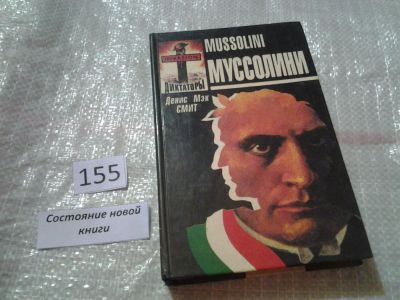 MUSSOLINI
МУССОЛИНИ
ДИКТАТОРЫ
Денис Мэк
СМИТ
155
Состояние новой
книги